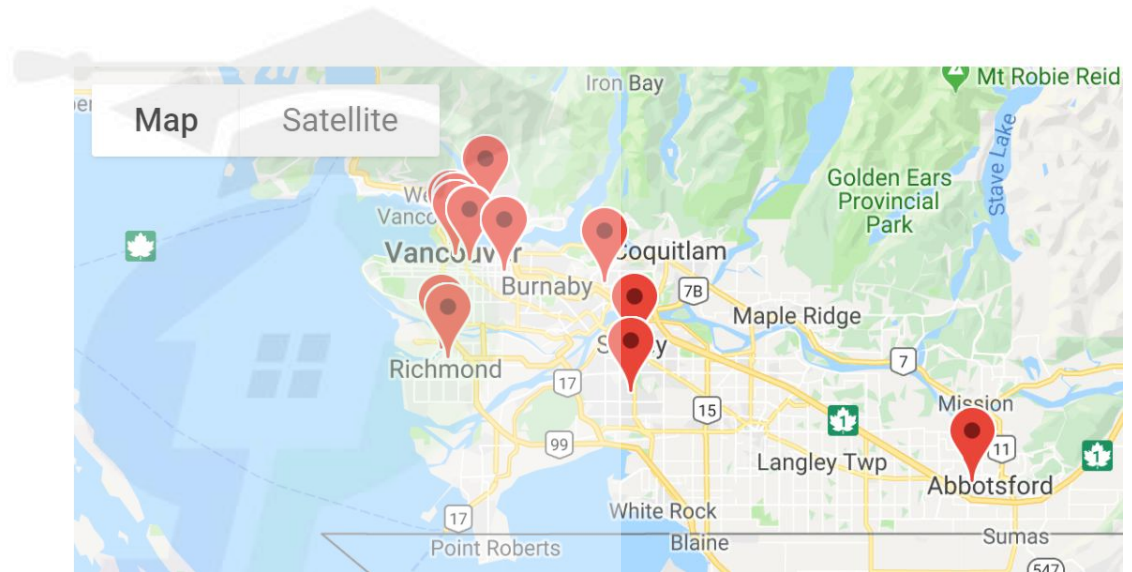 Mt Robie Reid
Iron Bay
Map
Satellite
Stave Lake
Golden Ears
Provincial
Park
Vancouver
Coquitlam
Burnaby
7B
Maple Ridge
Richmond
17
7
15
Mission
1
99
11
1
Langley Twp
Abbotsford
White Rock
17
Sumas
Blaine
Point Roberts
547